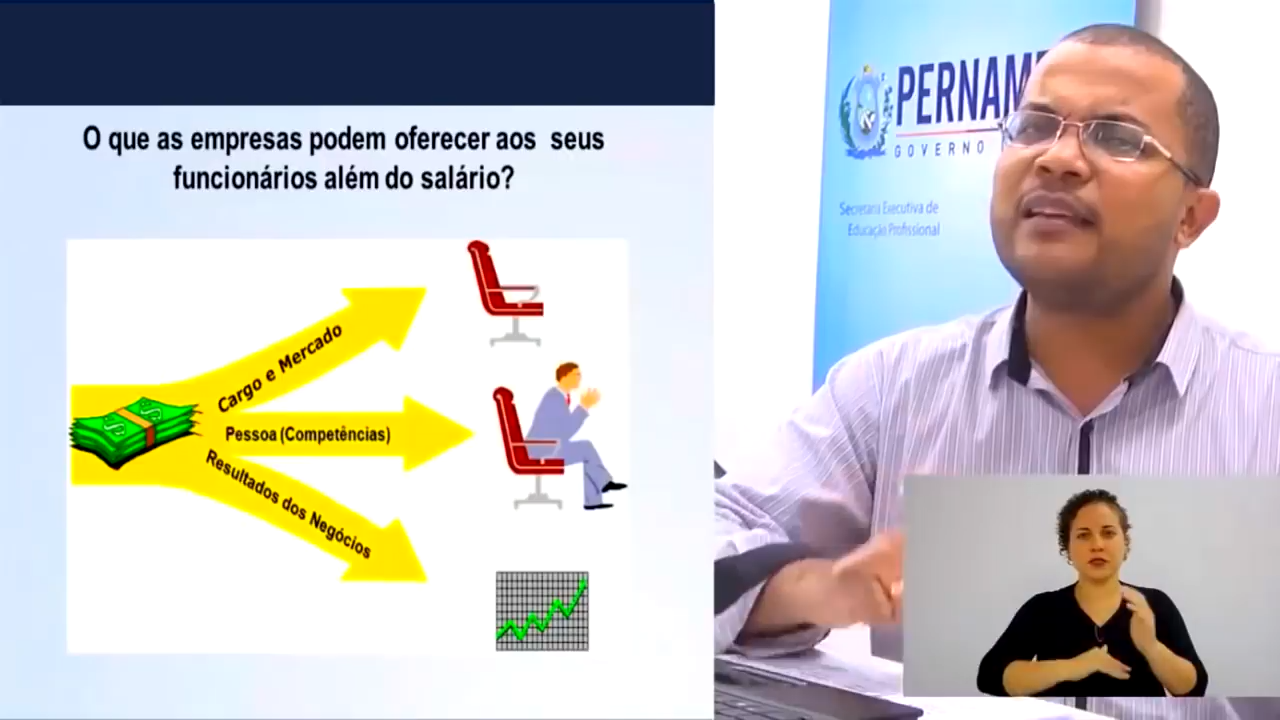 O que as empresas podem oferecer aos seus
funcionários além do salário?
Cargo e Mercado
Pessoa (Competências)
Resultados dos Negócios
PERNAM
GOVERNO
Secretaria Executiva de
Educação Profissional